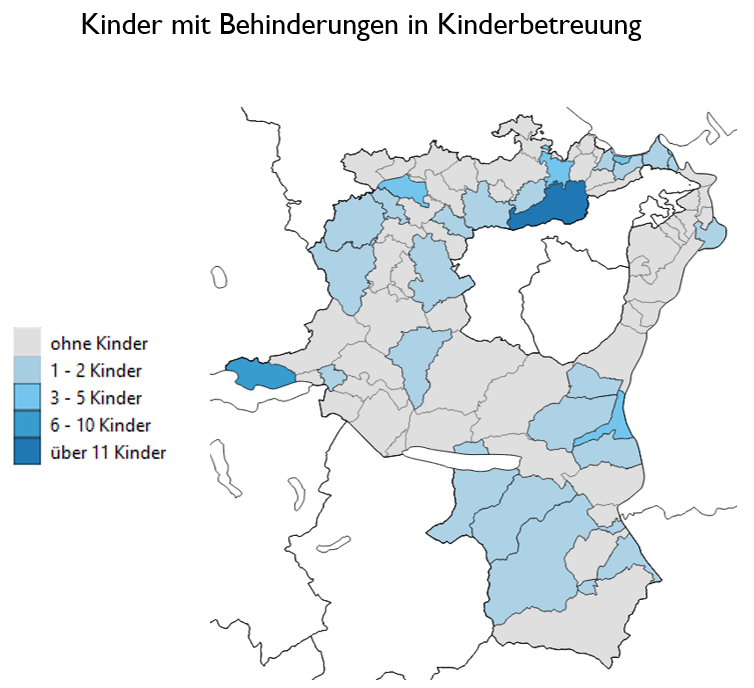 Kinder mit Behinderungen in Kinderbetreuung
ohne Kinder
1 - 2 Kinder
3 - 5 Kinder
6 - 10 Kinder
über 11 Kinder